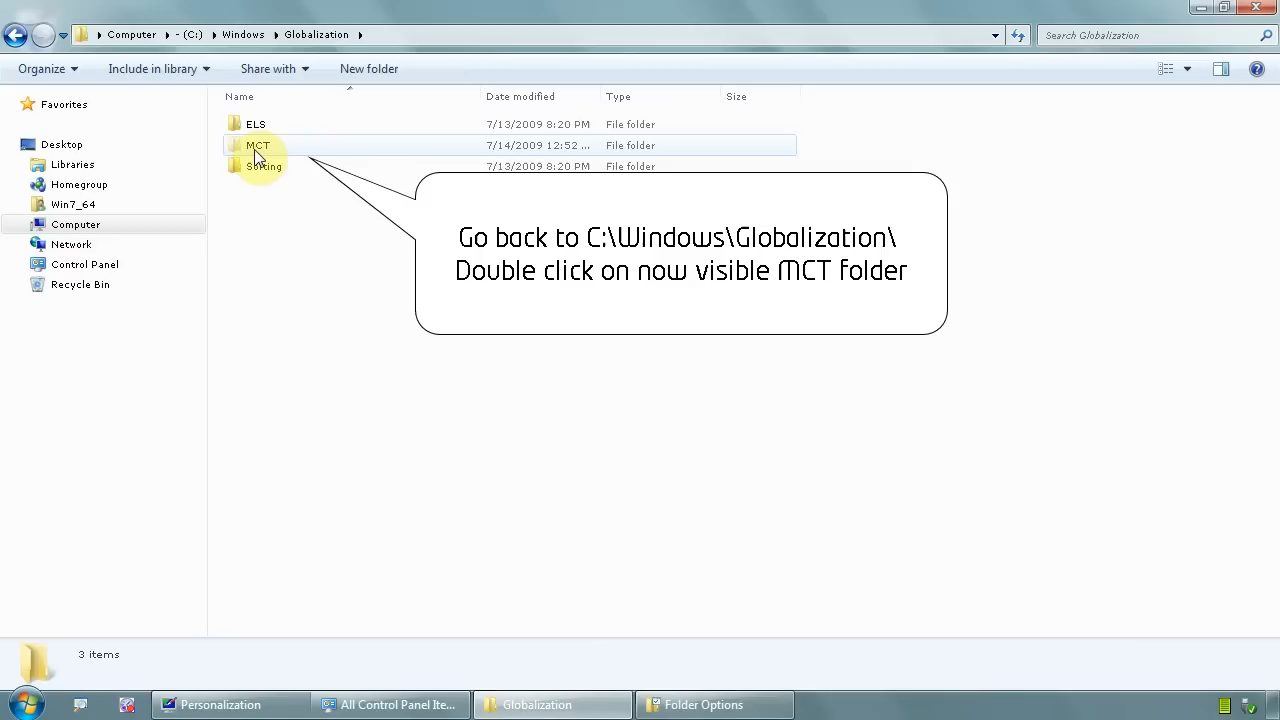 Computer - (C:) Windows Globalization
Search Globalization
Organize Include in library Share with New folder
Name Date modified Type Size
Favorites
Desktop
Libraries
Homegroup
Win7_64
Computer
Network
Control Panel
Recycle Bin
ELS 7/13/2009 8:20 PM File folder
MCT 7/14/2009 12:52 ... File folder
Sorting 7/13/2009 8:20 PM File folder
Go back to C:\Windows\Globalization\
Double click on now visible MCT folder
3 items
Personalization All Control Panel Ite... Globalization Folder Options